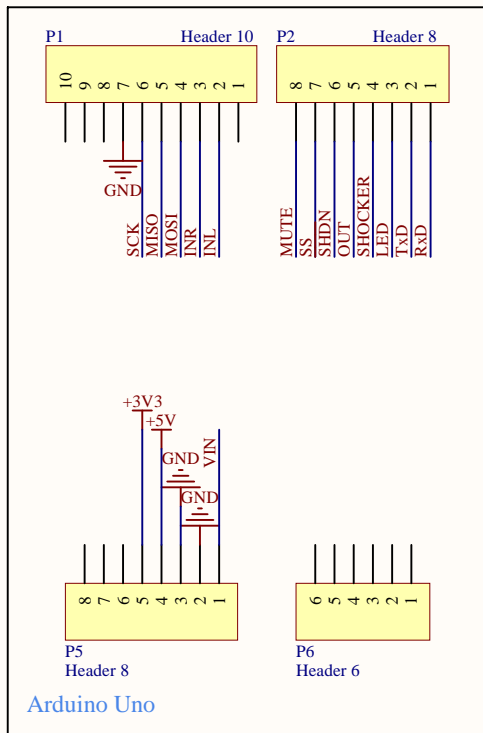 P1 Header 10
10 9 8 7 6 5 4 3 2 1
GND
SCK
MISO
MOSI
INR
INL
P2 Header 8
8 7 6 5 4 3 2 1
MUTE
SS
SHDN
OUT
SHOCKER
LED
TxD
RxD
+3V3
+5V
GND
GND
VIN
8 7 6 5 4 3 2 1
P5
Header 8
6 5 4 3 2 1
P6
Header 6
Arduino Uno